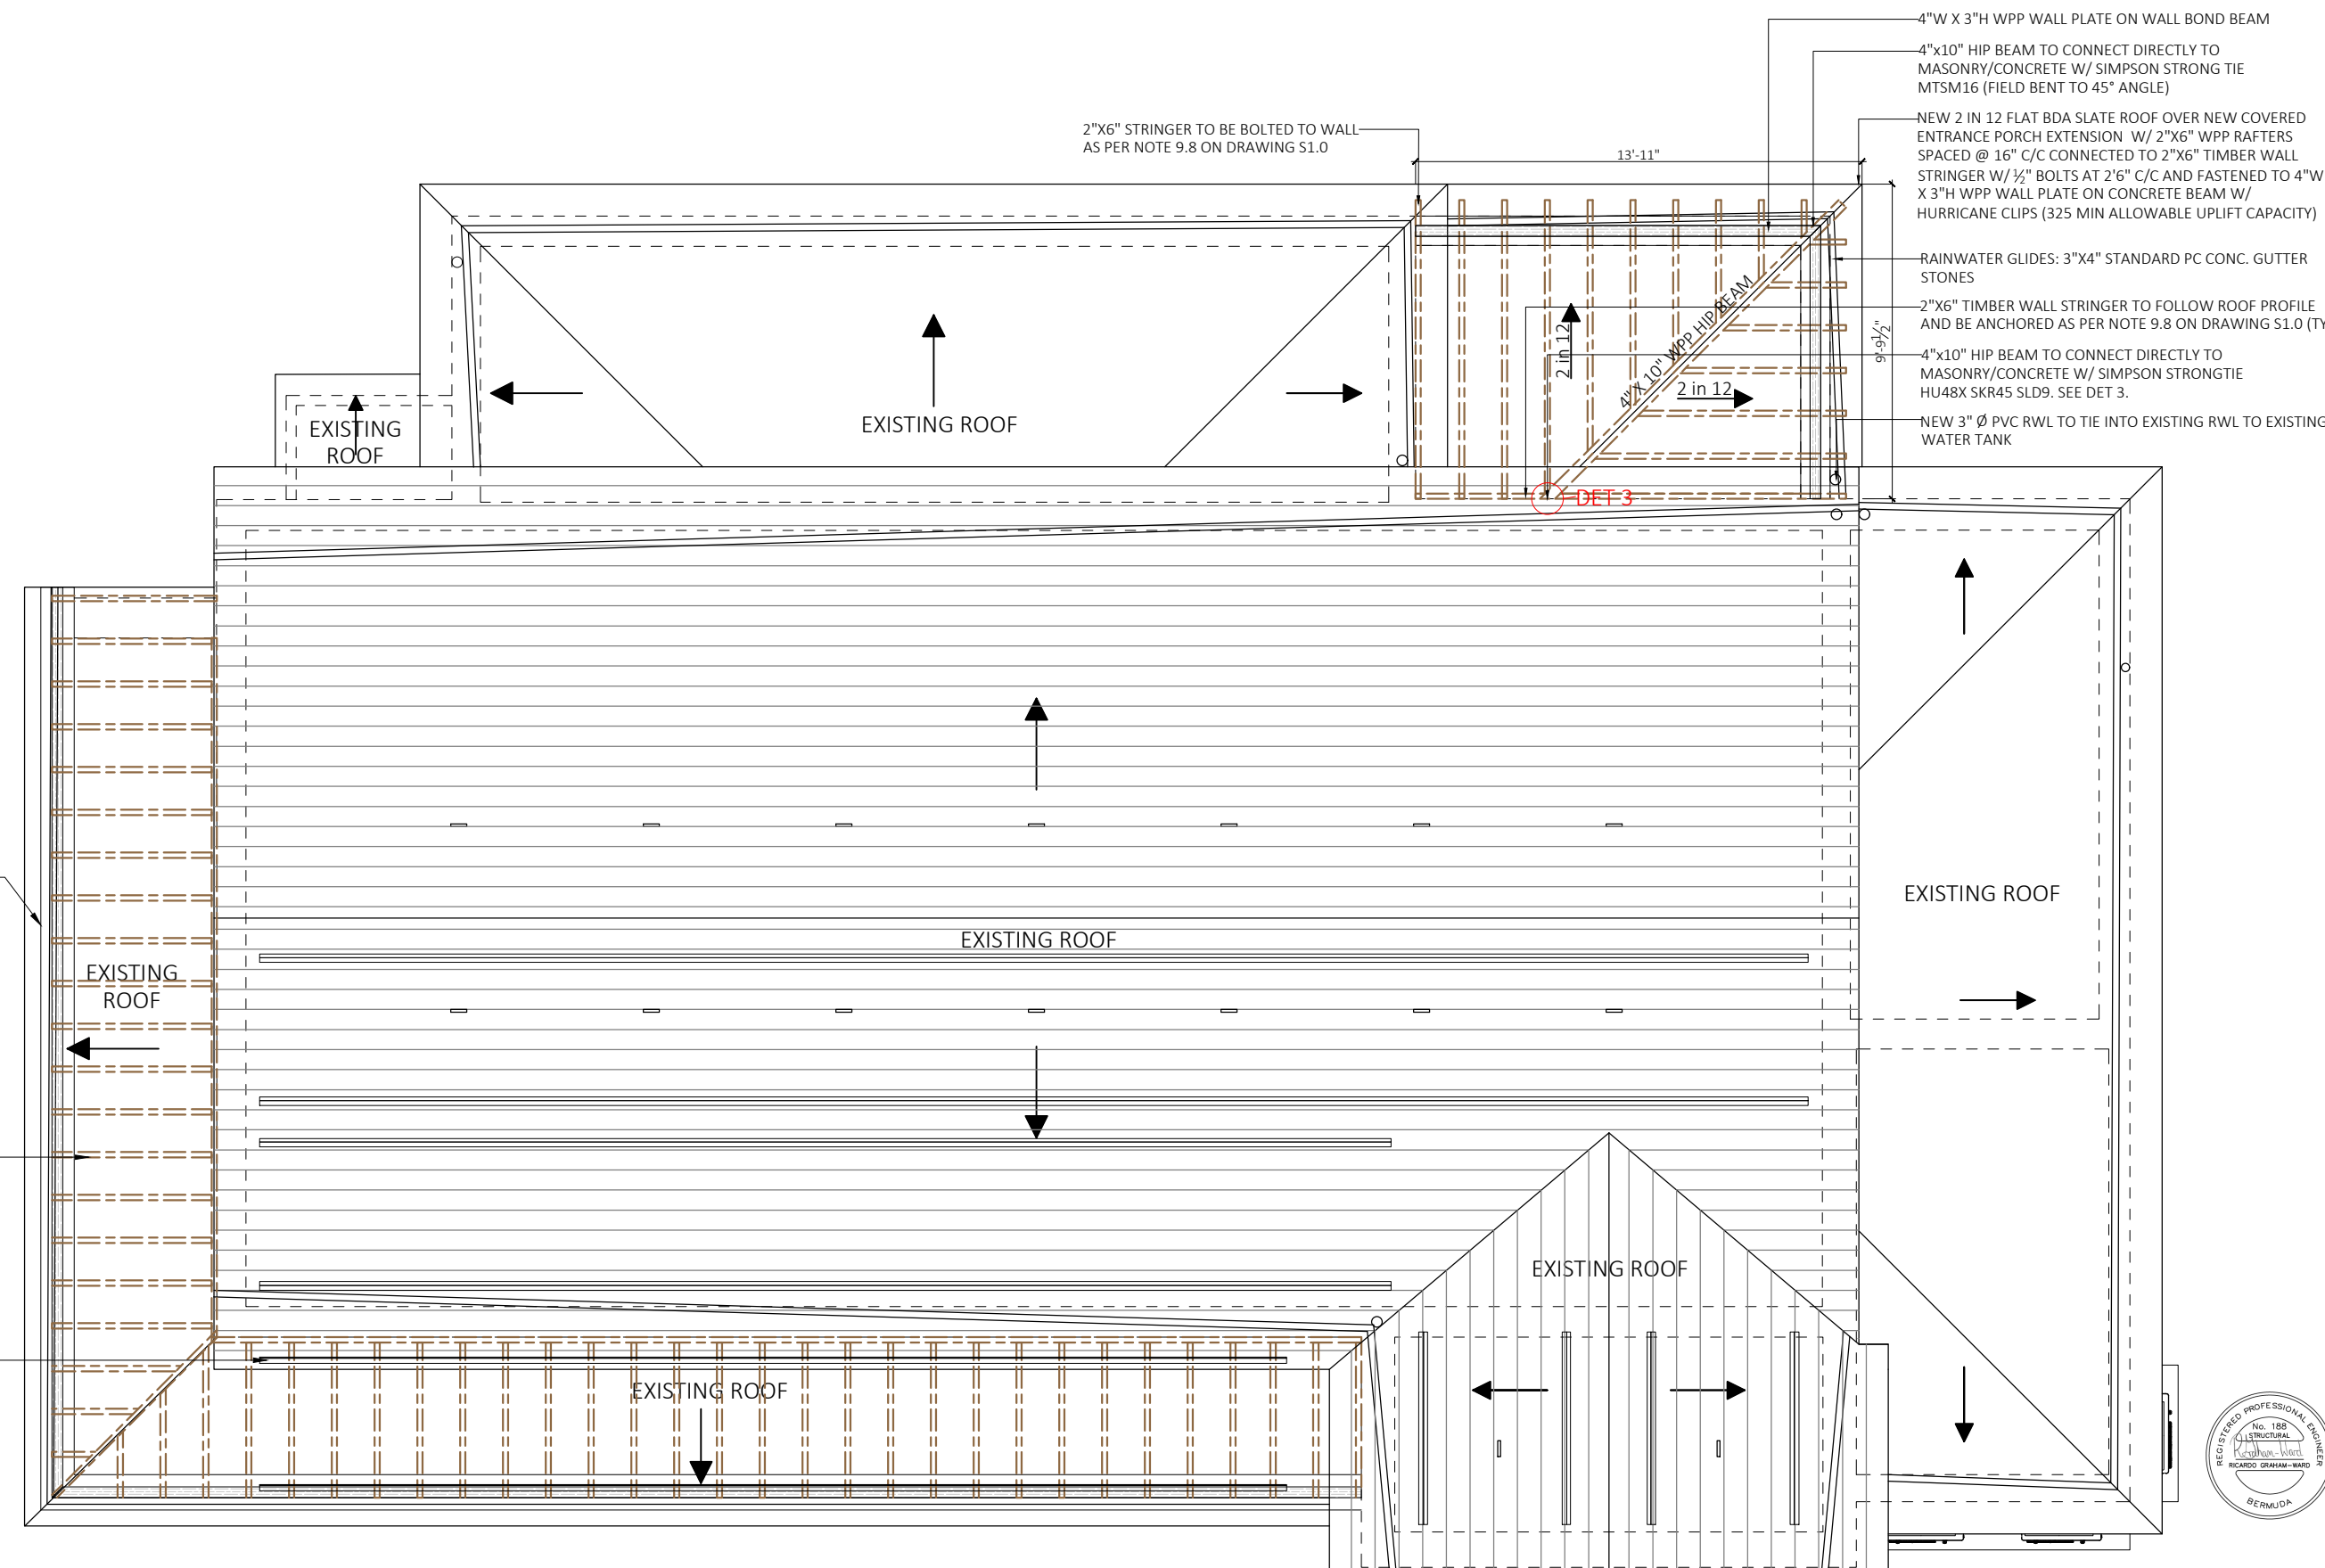 4"W X 3"H WPP WALL PLATE ON WALL BOND BEAM
4"x10" HIP BEAM TO CONNECT DIRECTLY TO
MASONRY/CONCRETE W/ SIMPSON STRONG TIE
MTSM16 (FIELD BENT TO 45° ANGLE)
2"X6" STRINGER TO BE BOLTED TO WALL
AS PER NOTE 9.8 ON DRAWING S1.0
13'-11"
NEW 2 IN 12 FLAT BDA SLATE ROOF OVER NEW COVERED
ENTRANCE PORCH EXTENSION W/ 2"X6" WPP RAFTERS
SPACED @ 16" C/C CONNECTED TO 2"X6" TIMBER WALL
STRINGER W/ ½" BOLTS AT 2'6" C/C AND FASTENED TO 4"W
X 3"H WPP WALL PLATE ON CONCRETE BEAM W/
HURRICANE CLIPS (325 MIN ALLOWABLE UPLIFT CAPACITY)
RAINWATER GLIDES: 3"X4" STANDARD PC CONC. GUTTER
STONES
2"X6" TIMBER WALL STRINGER TO FOLLOW ROOF PROFILE
AND BE ANCHORED AS PER NOTE 9.8 ON DRAWING S1.0 (TY
9'-9½"
4"x10" HIP BEAM TO CONNECT DIRECTLY TO
MASONRY/CONCRETE W/ SIMPSON STRONGTIE
HU48X SKR45 SLD9. SEE DET 3.
NEW 3" Ø PVC RWL TO TIE INTO EXISTING RWL TO EXISTING
WATER TANK
2 in 12
4" X 10" WPP HIP BEAM
2 in 12
EXISTING ROOF
EXISTING
ROOF
DET 3
EXISTING ROOF
EXISTING ROOF
EXISTING
ROOF
EXISTING ROOF
EXISTING ROOF
REGISTERED PROFESSIONAL ENGINEER
No. 188
STRUCTURAL
RGraham-Ward
RICARDO GRAHAM-WARD
BERMUDA